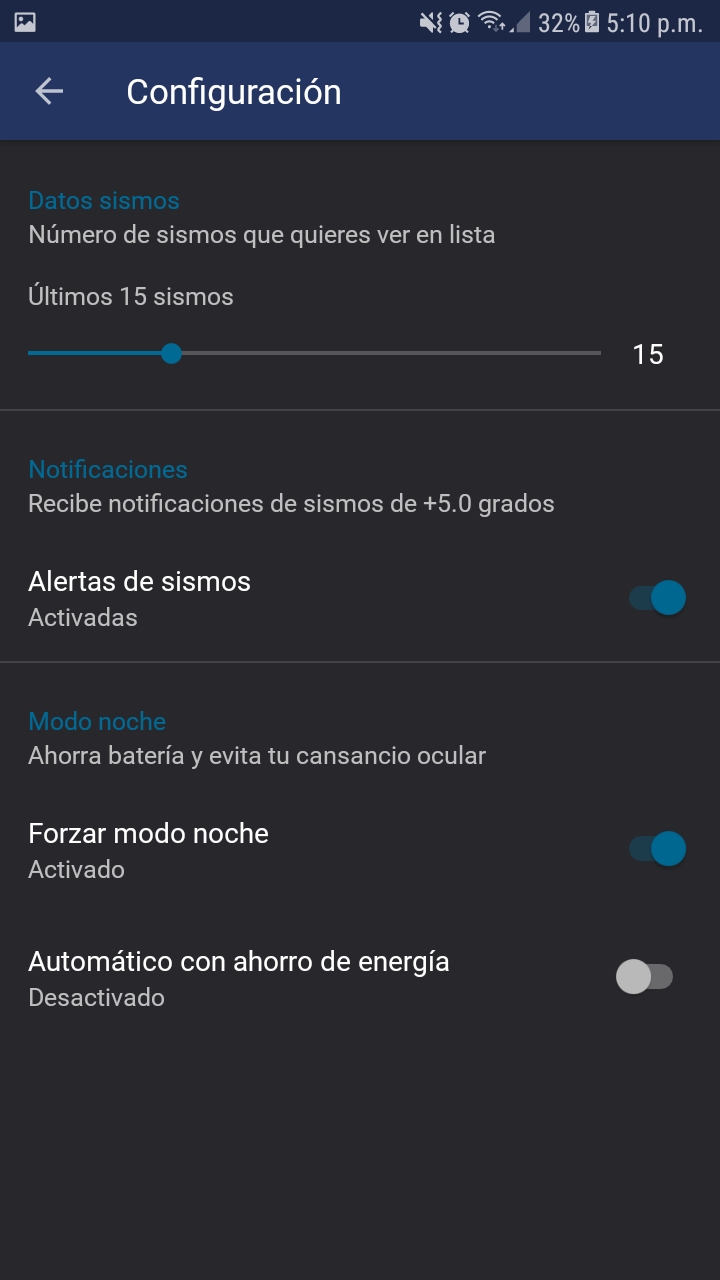 32% 5:10 p.m.
Configuración
Datos sismos
Número de sismos que quieres ver en lista
Últimos 15 sismos
15
Notificaciones
Recibe notificaciones de sismos de +5.0 grados
Alertas de sismos
Activadas
Modo noche
Ahorra batería y evita tu cansancio ocular
Forzar modo noche
Activado
Automático con ahorro de energía
Desactivado